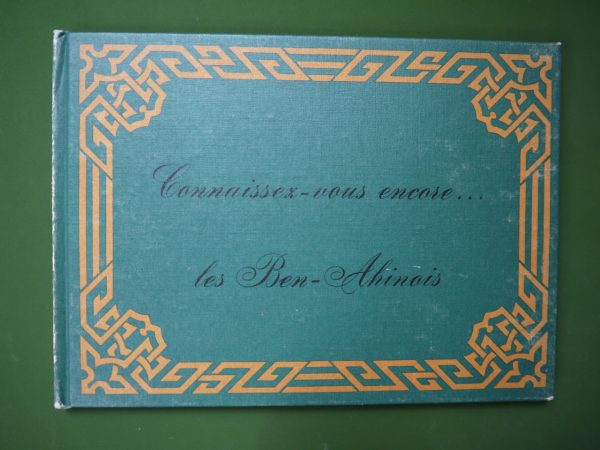 Connaissez-vous encore...
les Ben-Ahinois